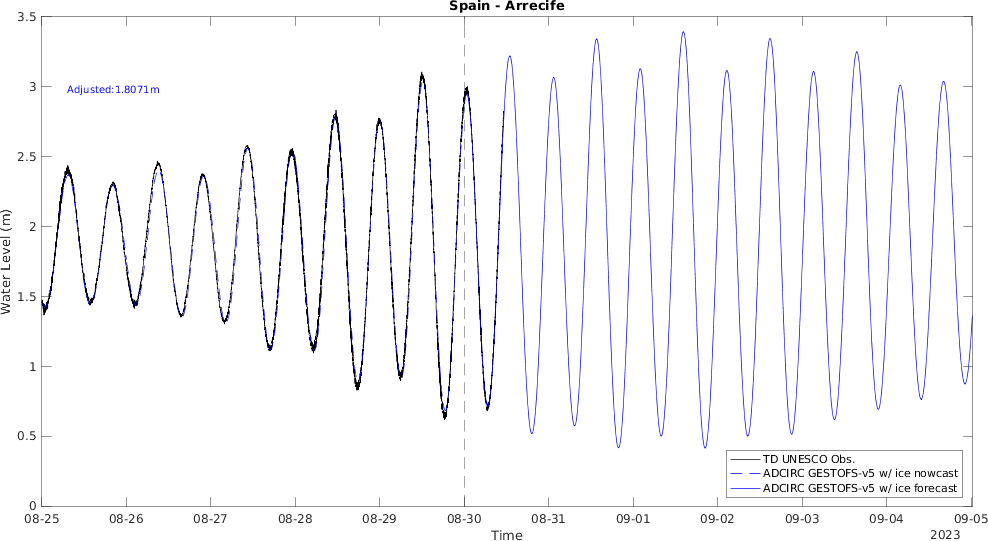 Spain - Arrecife
3.5
3
2.5
2
1.5
1
0.5
0
Water Level (m)
Adjusted:1.8071m
TD UNESCO Obs.
ADCIRC GESTOFS-v5 w/ ice nowcast
ADCIRC GESTOFS-v5 w/ ice forecast
08-25 08-26 08-27 08-28 08-29 08-30 08-31 09-01 09-02 09-03 09-04 09-05
Time
2023